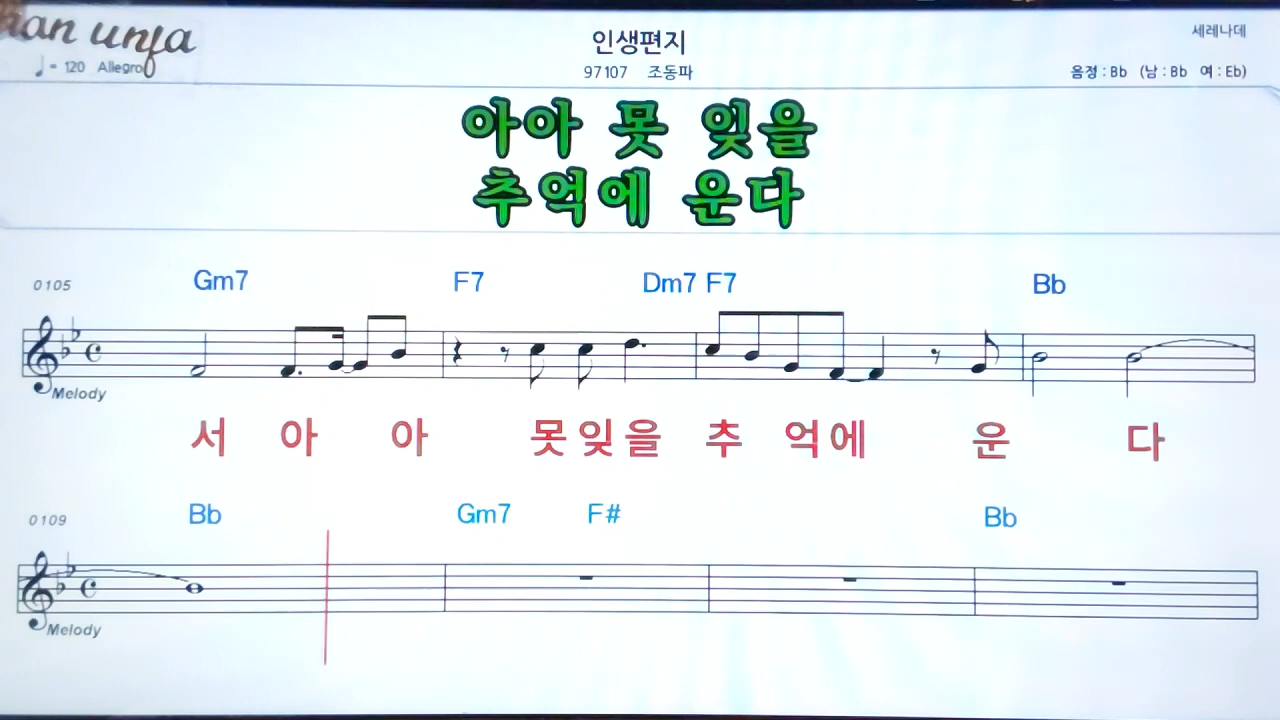 인생편지
세레나데
♩= 120 Allegro
97107 조동파
음정 : Bb (남 : Bb 여 : Eb)
아아 못 잊을
추억에 운다
0105 Gm7 F7 Dm7 F7 Bb
Melody
서 아 아 못 잊 을 추 억 에 운 다
0109 Bb Gm7 F# Bb
Melody